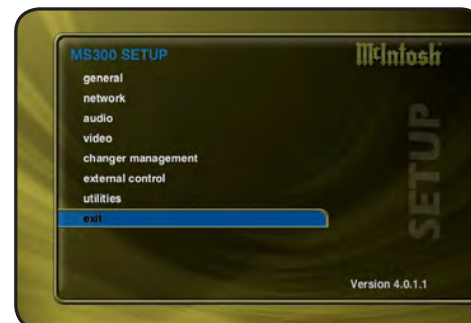 MS300 SETUP
McIntosh
general
network
audio
video
changer management
external control
utilities
exit
SETUP
Version 4.0.1.1